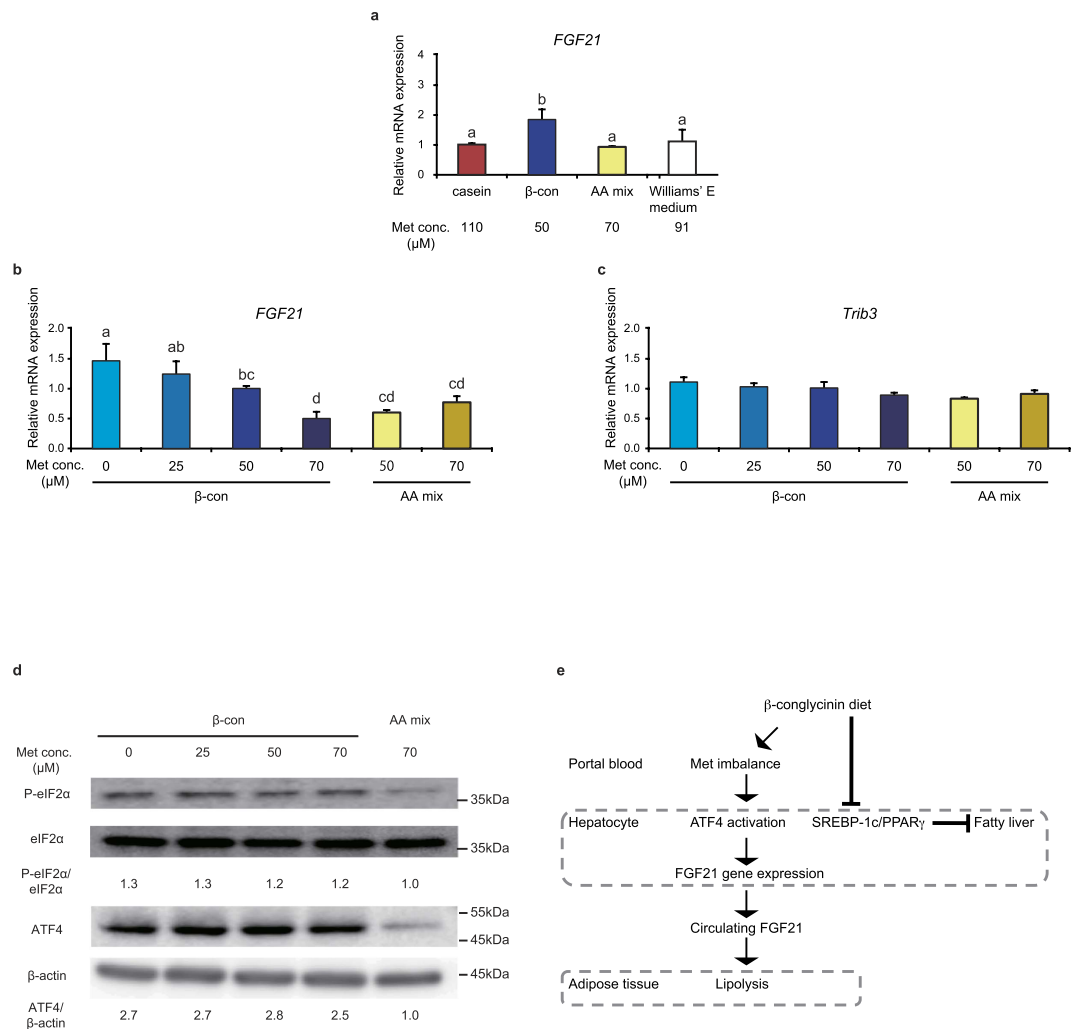 a
FGF21
Relative mRNA expression
4
3
2
1
0
a
b
a
a
casein β-con AA mix Williams' E
medium
Met conc. 110 50 70 91
(μM)
b
FGF21
Relative mRNA expression
2.0
1.5
1.0
0.5
0.0
a
ab
bc
d
cd
cd
Met conc. 0 25 50 70 50 70
(μM)
β-con AA mix
c
Trib3
Relative mRNA expression
2.0
1.5
1.0
0.5
0.0
Met conc. 0 25 50 70 50 70
(μM)
β-con AA mix
d
β-con AA mix
Met conc. 0 25 50 70 70
(μM)
P-eIF2α
35kDa
eIF2α
35kDa
P-eIF2α/
eIF2α
1.3 1.3 1.2 1.2 1.0
55kDa
ATF4
45kDa
β-actin
45kDa
ATF4/
β-actin
2.7 2.7 2.8 2.5 1.0
e
β-conglycinin diet
Portal blood Met imbalance
Hepatocyte ATF4 activation SREBP-1c/PPARγ Fatty liver
FGF21 gene expression
Circulating FGF21
Adipose tissue Lipolysis